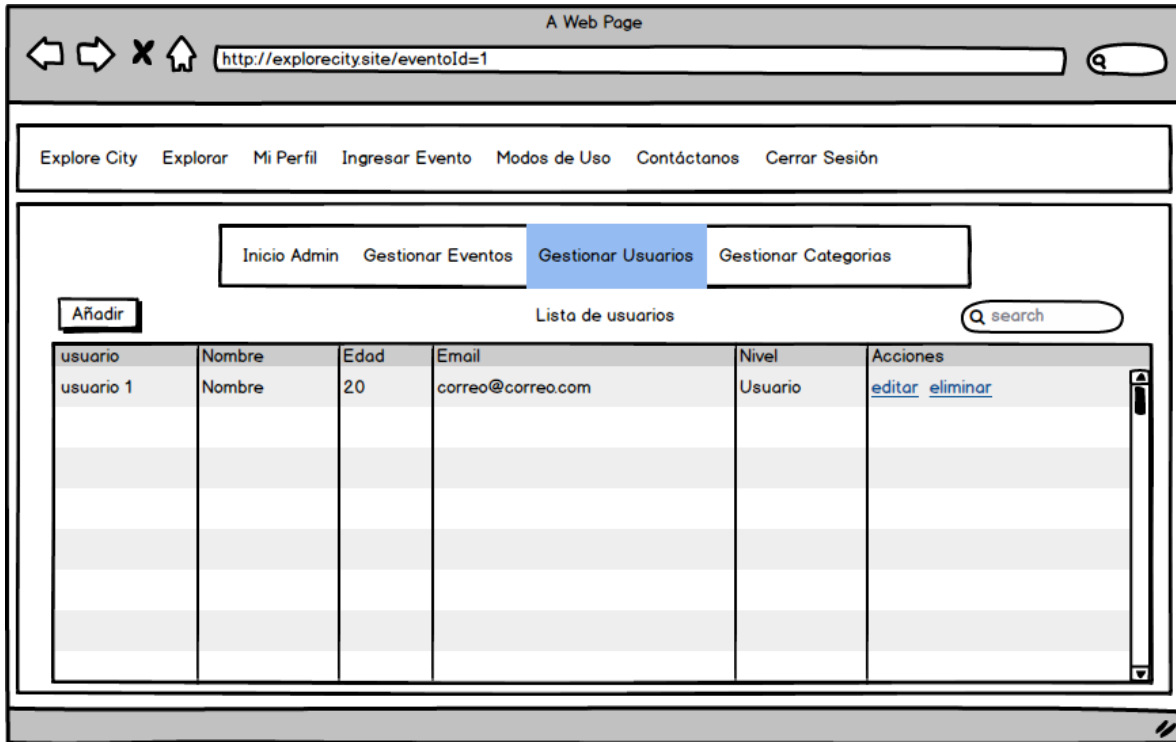 A Web Page
http://explorecity.site/eventoId=1
Explore City Explorar Mi Perfil Ingresar Evento Modos de Uso Contáctanos Cerrar Sesión
Inicio Admin Gestionar Eventos Gestionar Usuarios Gestionar Categorias
Añadir Lista de usuarios search
usuario Nombre Edad Email Nivel Acciones
usuario 1 Nombre 20 correo@correo.com Usuario editar eliminar